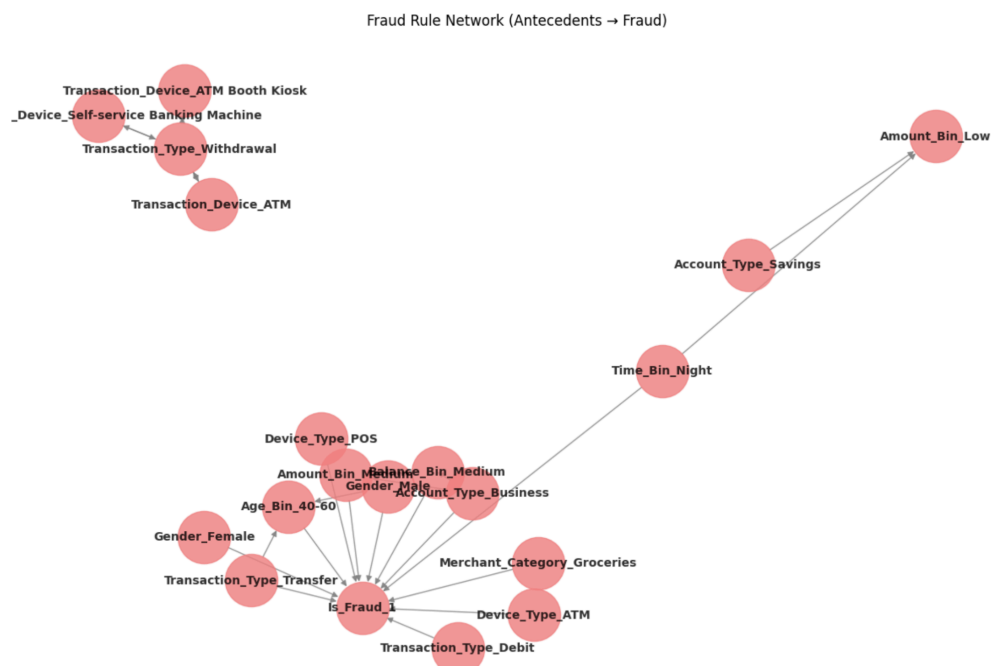 Fraud Rule Network (Antecedents → Fraud)
Transaction_Device_ATM Booth Kiosk
_Device_Self-service Banking Machine
Transaction_Type_Withdrawal
Transaction_Device_ATM
Amount_Bin_Low
Account_Type_Savings
Time_Bin_Night
Device_Type_POS
Amount_Bin_Medium
Balance_Bin_Medium
Gender_Male
Account_Type_Business
Age_Bin_40-60
Gender_Female
Merchant_Category_Groceries
Transaction_Type_Transfer
Is_Fraud_1
Device_Type_ATM
Transaction_Type_Debit